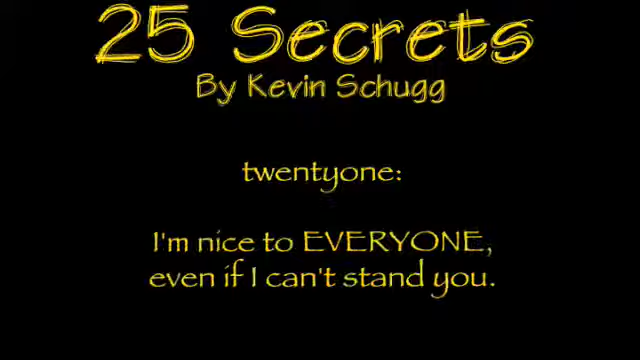 25 Secrets
By Kevin Schugg
twentyone:
I'm nice to EVERYONE,
even if I can't stand you.